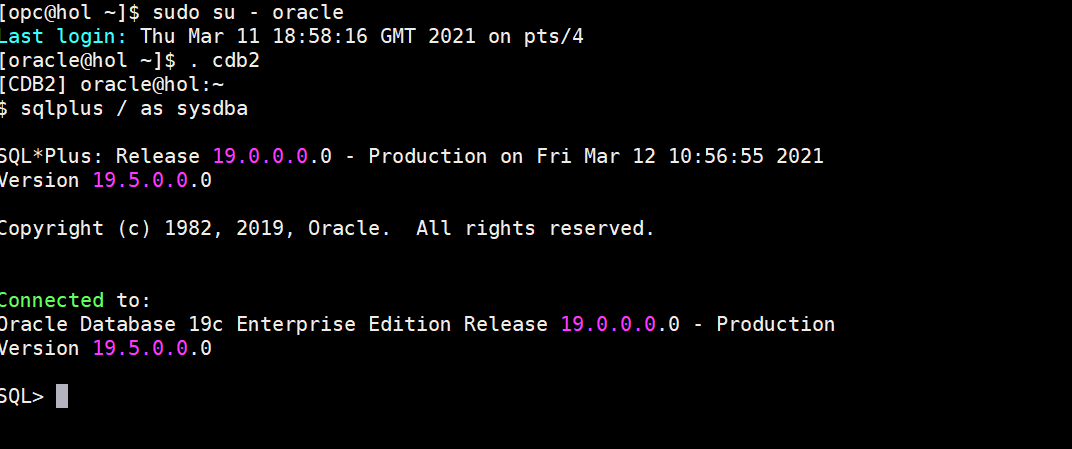 [opc@hol ~]$ sudo su - oracle
Last login: Thu Mar 11 18:58:16 GMT 2021 on pts/4
[oracle@hol ~]$ . cdb2
[CDB2] oracle@hol:~
$ sqlplus / as sysdba
SQL*Plus: Release 19.0.0.0.0 - Production on Fri Mar 12 10:56:55 2021
Version 19.5.0.0.0
Copyright (c) 1982, 2019, Oracle.  All rights reserved.
Connected to:
Oracle Database 19c Enterprise Edition Release 19.0.0.0.0 - Production
Version 19.5.0.0.0
SQL>